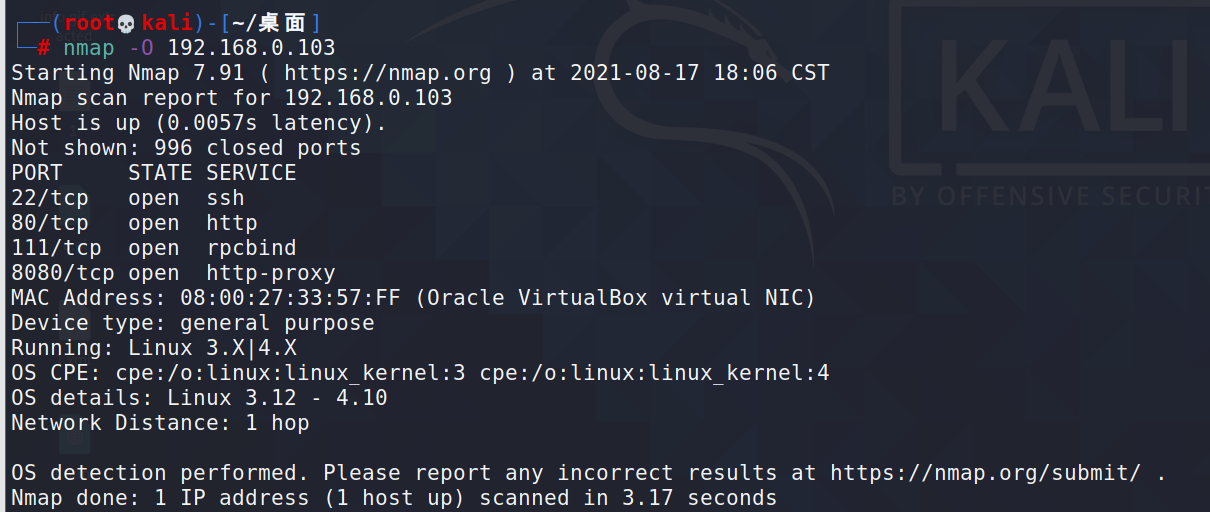 ┌──(root💀kali)-[~/桌面]
└─# nmap -O 192.168.0.103
Starting Nmap 7.91 ( https://nmap.org ) at 2021-08-17 18:06 CST
Nmap scan report for 192.168.0.103
Host is up (0.0057s latency).
Not shown: 996 closed ports
PORT     STATE SERVICE
22/tcp   open  ssh
80/tcp   open  http
111/tcp  open  rpcbind
8080/tcp open  http-proxy
MAC Address: 08:00:27:33:57:FF (Oracle VirtualBox virtual NIC)
Device type: general purpose
Running: Linux 3.X|4.X
OS CPE: cpe:/o:linux:linux_kernel:3 cpe:/o:linux:linux_kernel:4
OS details: Linux 3.12 - 4.10
Network Distance: 1 hop

OS detection performed. Please report any incorrect results at https://nmap.org/submit/ .
Nmap done: 1 IP address (1 host up) scanned in 3.17 seconds
KALI
BY OFFENSIVE SECURIT